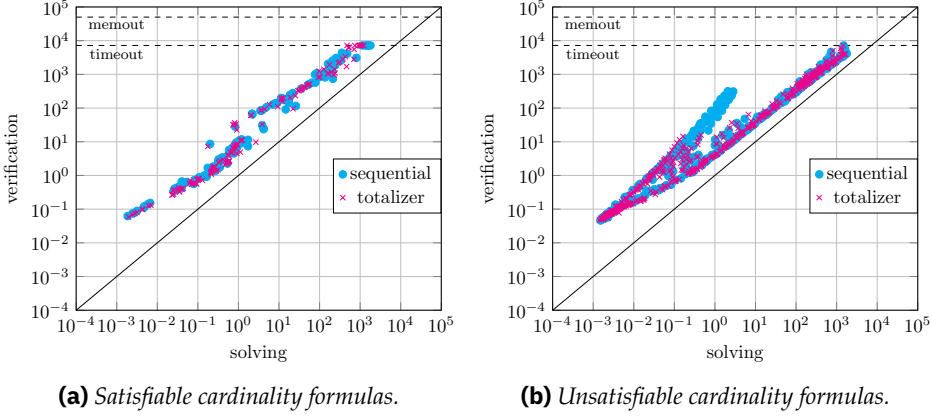 10^5
10^4
10^3
10^2
10^1
10^0
10^−1
10^−2
10^−3
10^−4
verification
memout
timeout
sequential
totalizer
10^−4 10^−3 10^−2 10^−1 10^0 10^1 10^2 10^3 10^4 10^5
solving
(a) Satisfiable cardinality formulas.
10^5
10^4
10^3
10^2
10^1
10^0
10^−1
10^−2
10^−3
10^−4
verification
memout
timeout
sequential
totalizer
10^−4 10^−3 10^−2 10^−1 10^0 10^1 10^2 10^3 10^4 10^5
solving
(b) Unsatisfiable cardinality formulas.